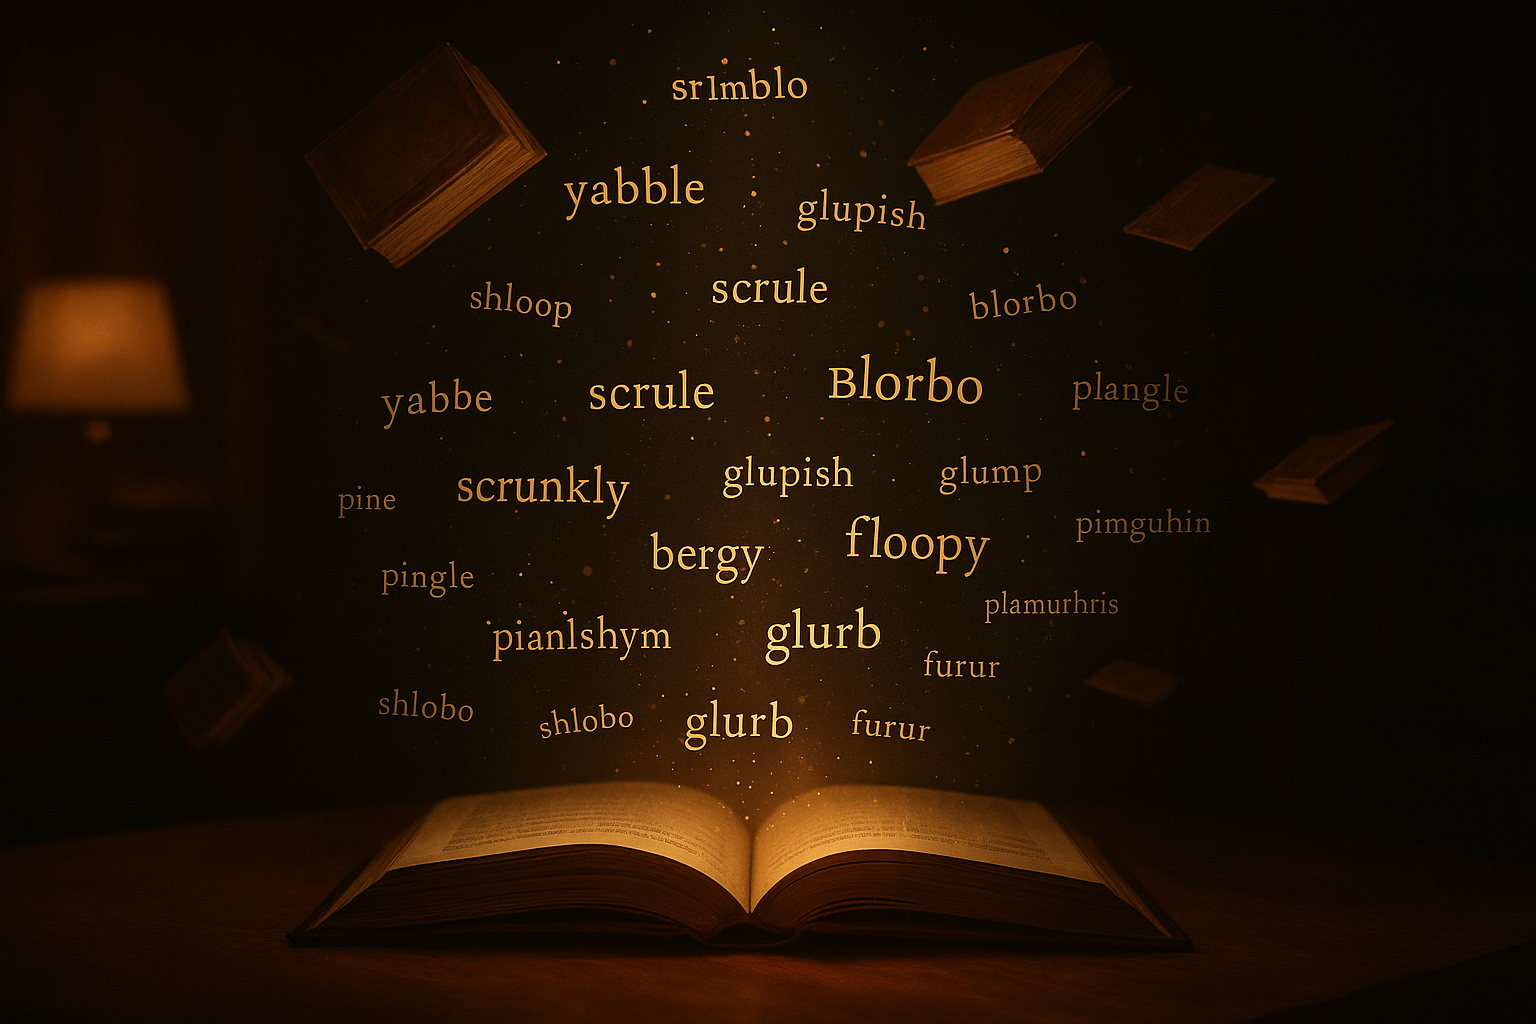 srımblo
yabble
glupish
shloop
scrule
blorbo
yabbe
scrule
Blorbo
plangle
pine
scrunkly
glupish
glump
pimguhin
bergy
floopy
pingle
plamurhris
pianlshym
glurb
furur
shlobo
shlobo
glurb
furur